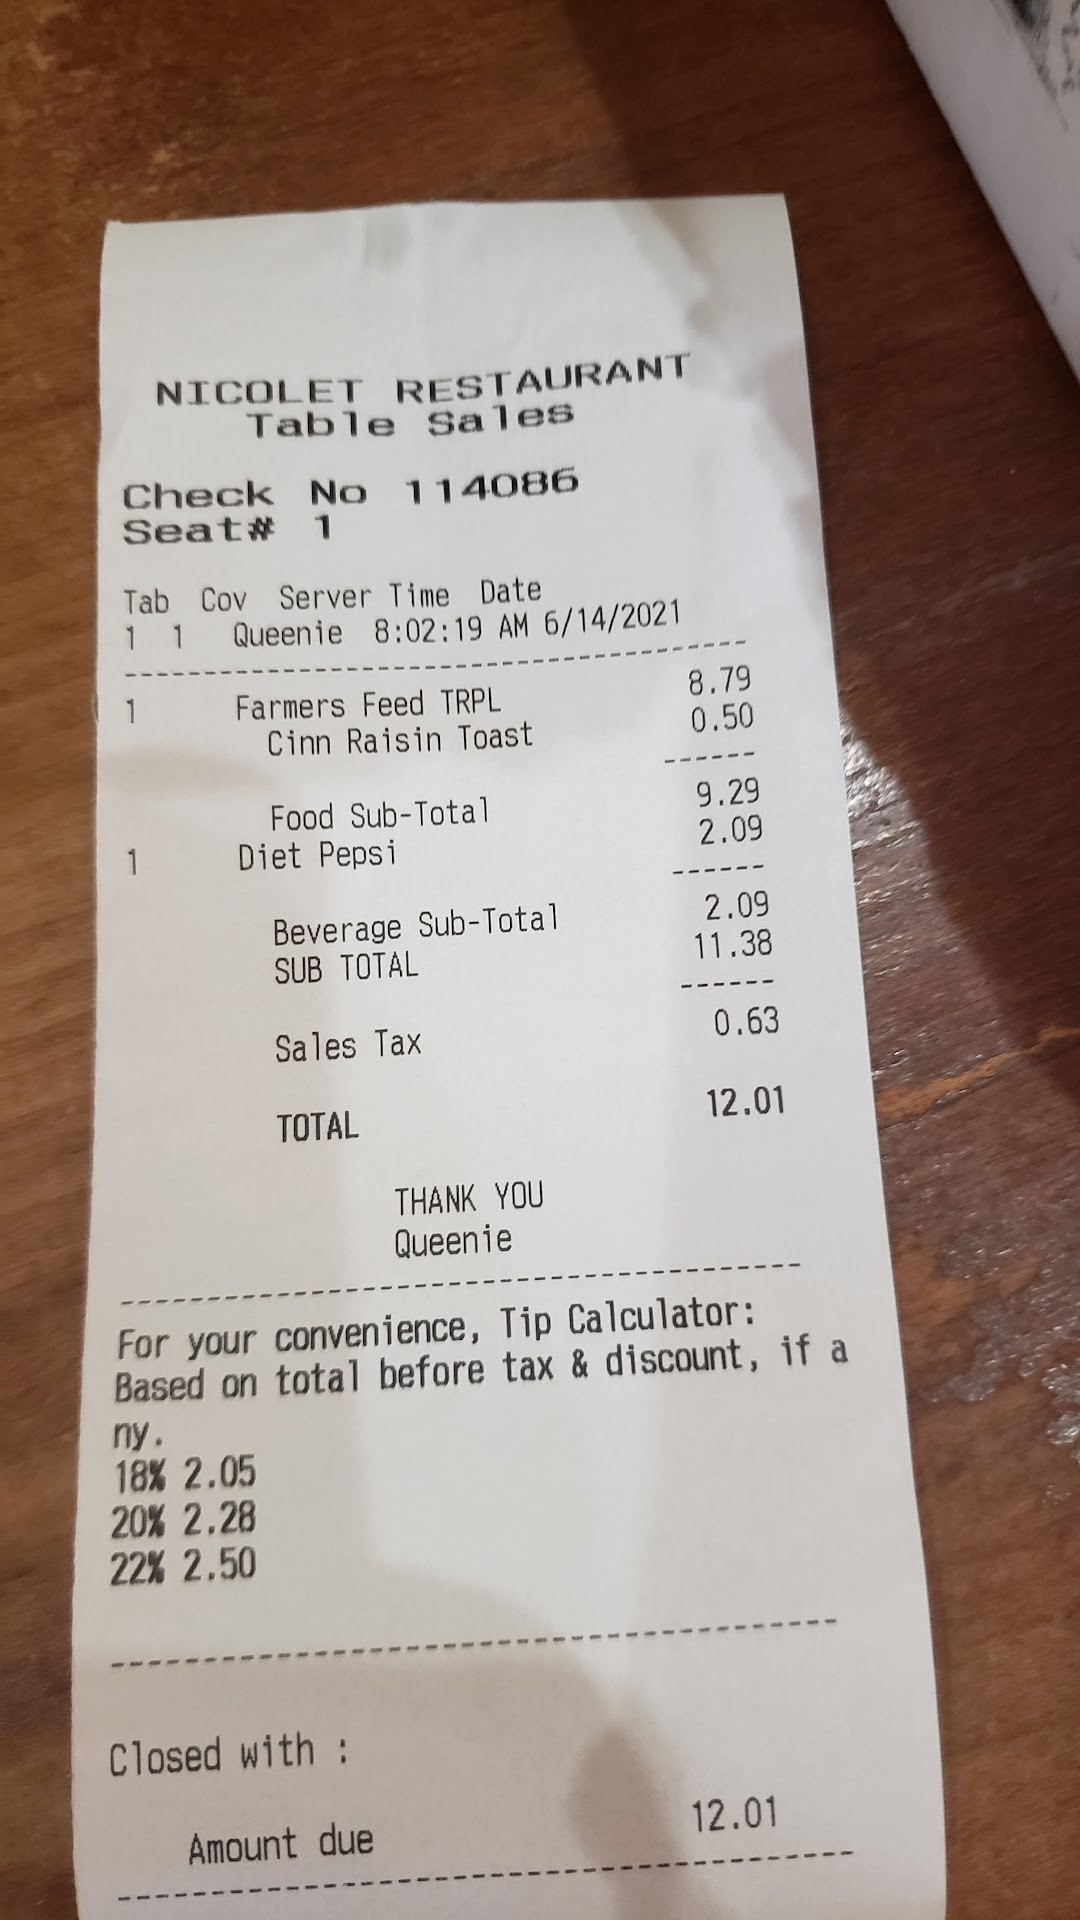 NICOLET RESTAURANT
Table Sales
Check No 114086
Seat# 1
Tab Cov Server Time Date
1 1 Queenie 8:02:19 AM 6/14/2021
------------------------------------
1 Farmers Feed TRPL 8.79
Cinn Raisin Toast 0.50
------
Food Sub-Total 9.29
1 Diet Pepsi 2.09
------
Beverage Sub-Total 2.09
SUB TOTAL 11.38
------
Sales Tax 0.63
TOTAL 12.01
THANK YOU
Queenie
------------------------------------
For your convenience, Tip Calculator:
Based on total before tax & discount, if a
ny.
18% 2.05
20% 2.28
22% 2.50
------------------------------------
Closed with :
Amount due 12.01
------------------------------------